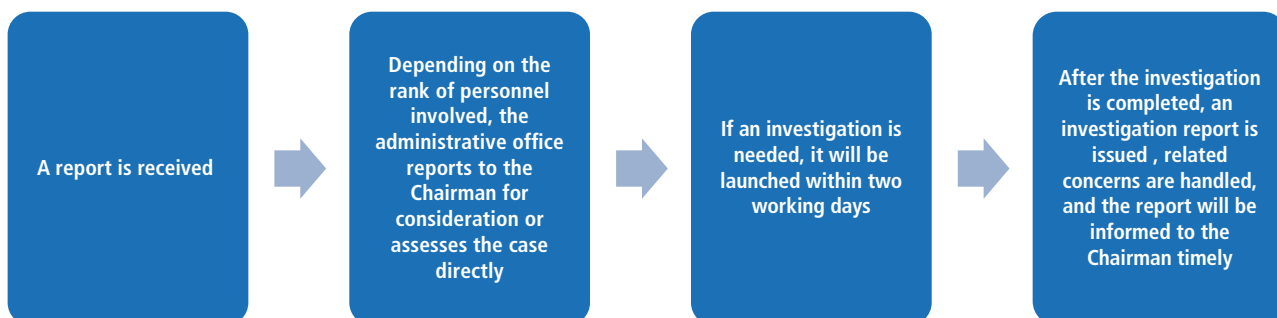 A report is received
Depending on the
rank of personnel
involved, the
administrative office
reports to the
Chairman for
consideration or
assesses the case
directly
If an investigation is
needed, it will be
launched within two
working days
After the investigation
is completed, an
investigation report is
issued , related
concerns are handled,
and the report will be
informed to the
Chairman timely